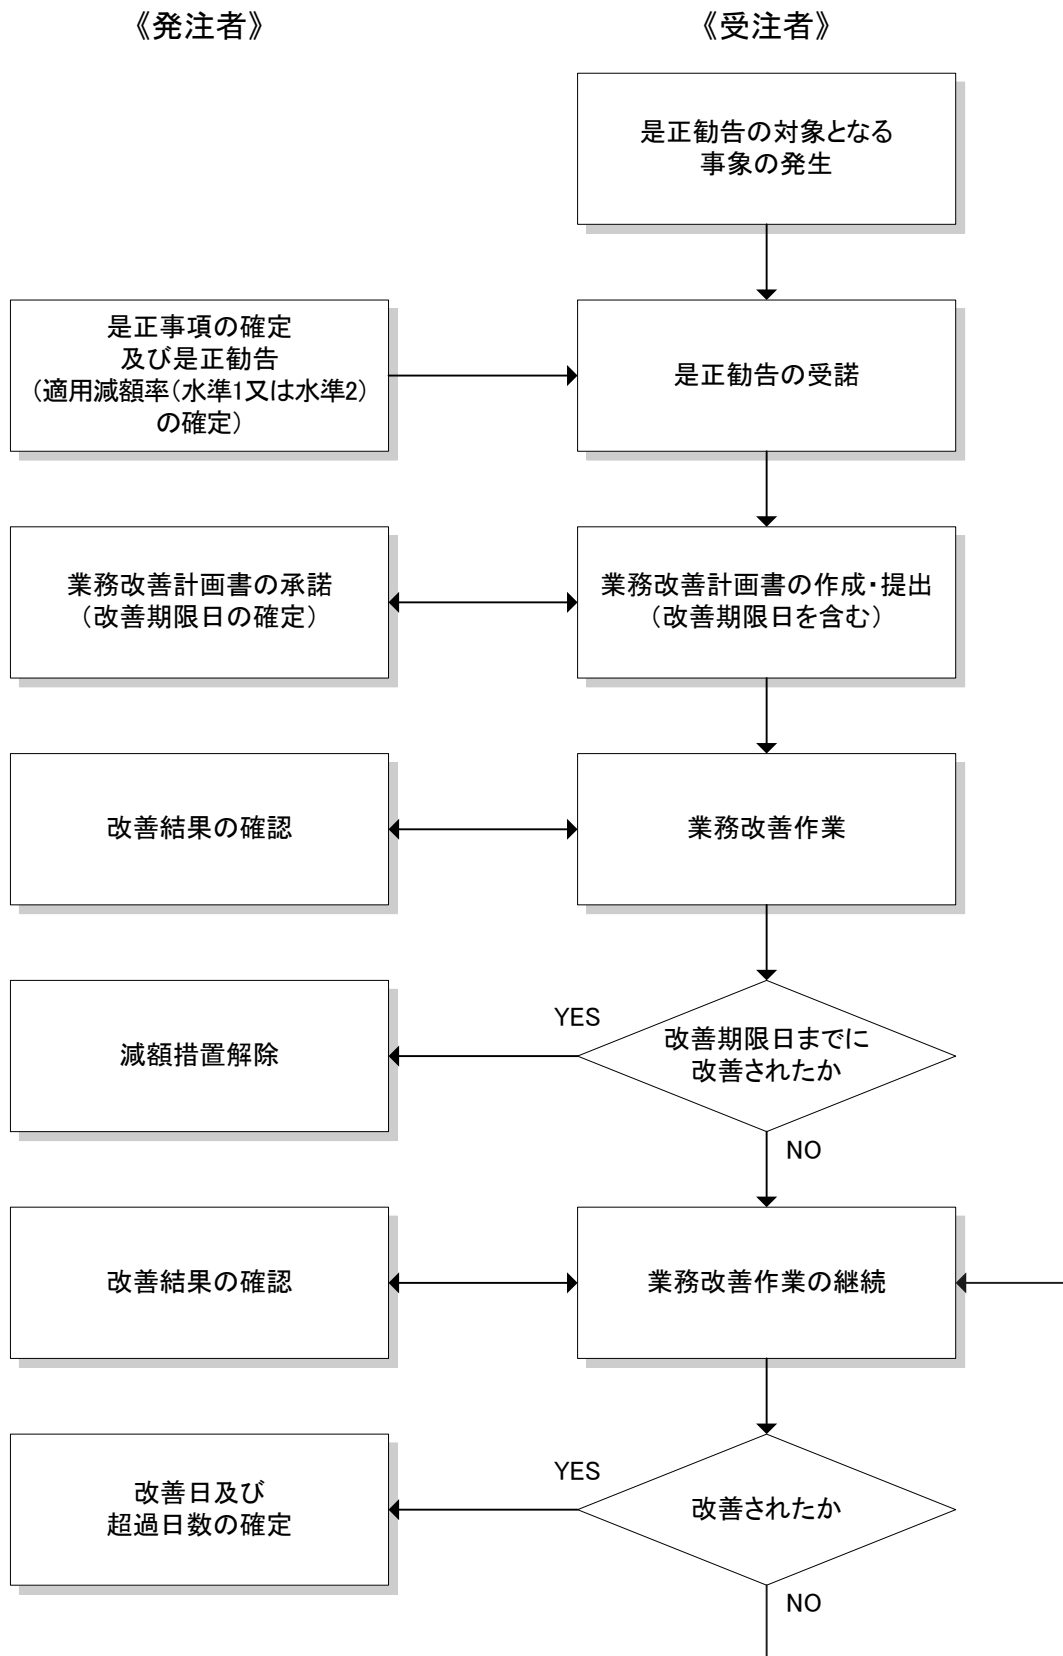 《発注者》
《受注者》
是正勧告の対象となる
事象の発生
是正事項の確定
及び是正勧告
（適用減額率（水準1又は水準2）
の確定）
是正勧告の受諾
業務改善計画書の承諾
（改善期限日の確定）
業務改善計画書の作成・提出
（改善期限日を含む）
改善結果の確認
業務改善作業
減額措置解除
YES
改善期限日までに
改善されたか
NO
改善結果の確認
業務改善作業の継続
改善日及び
超過日数の確定
YES
改善されたか
NO